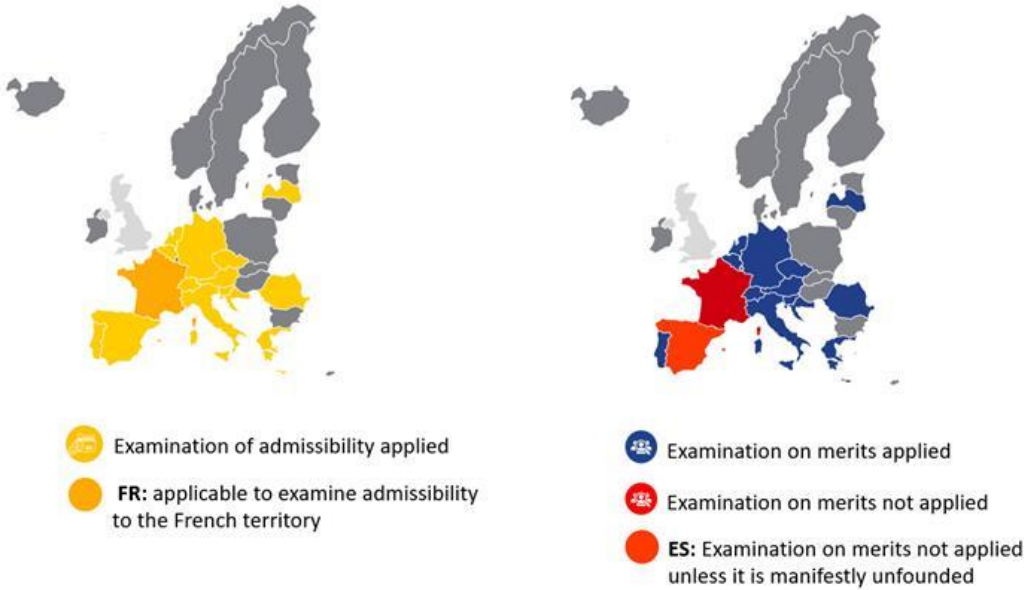 Examination of admissibility applied
FR: applicable to examine admissibility
to the French territory
Examination on merits applied
Examination on merits not applied
ES: Examination on merits not applied
unless it is manifestly unfounded